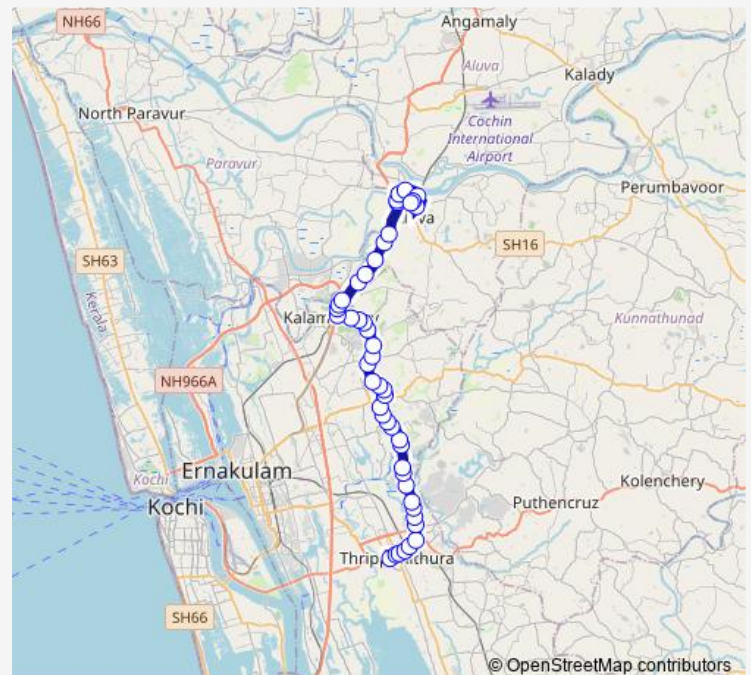 NH66
Angamaly
Aluva
Kalady
North Paravur
Cochin
International
Airport
Paravur
Perumbavoor
SH16
SH63
Kerala
Kunnathunad
NH966A
Ernakulam
Kochi
Kochi
Kolenchery
Puthencruz
SH66
© OpenStreetMap contributors